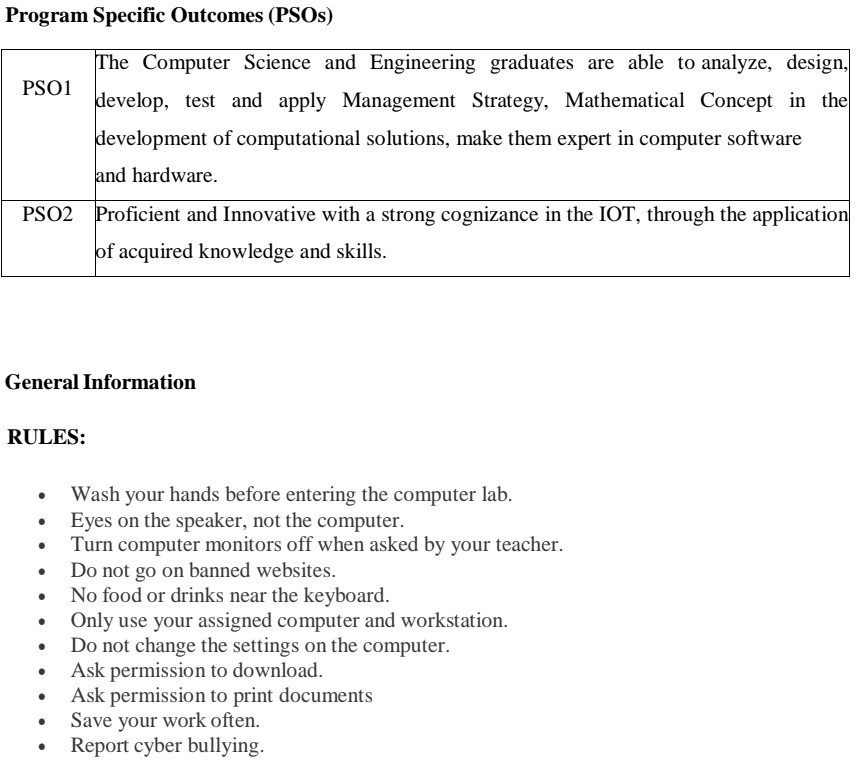 Program Specific Outcomes (PSOs)
PSO1
The Computer Science and Engineering graduates are able to analyze, design,
develop, test and apply Management Strategy, Mathematical Concept in the
development of computational solutions, make them expert in computer software
and hardware.
PSO2
Proficient and Innovative with a strong cognizance in the IOT, through the application
of acquired knowledge and skills.
General Information
RULES:
• Wash your hands before entering the computer lab.
• Eyes on the speaker, not the computer.
• Turn computer monitors off when asked by your teacher.
• Do not go on banned websites.
• No food or drinks near the keyboard.
• Only use your assigned computer and workstation.
• Do not change the settings on the computer.
• Ask permission to download.
• Ask permission to print documents
• Save your work often.
• Report cyber bullying.